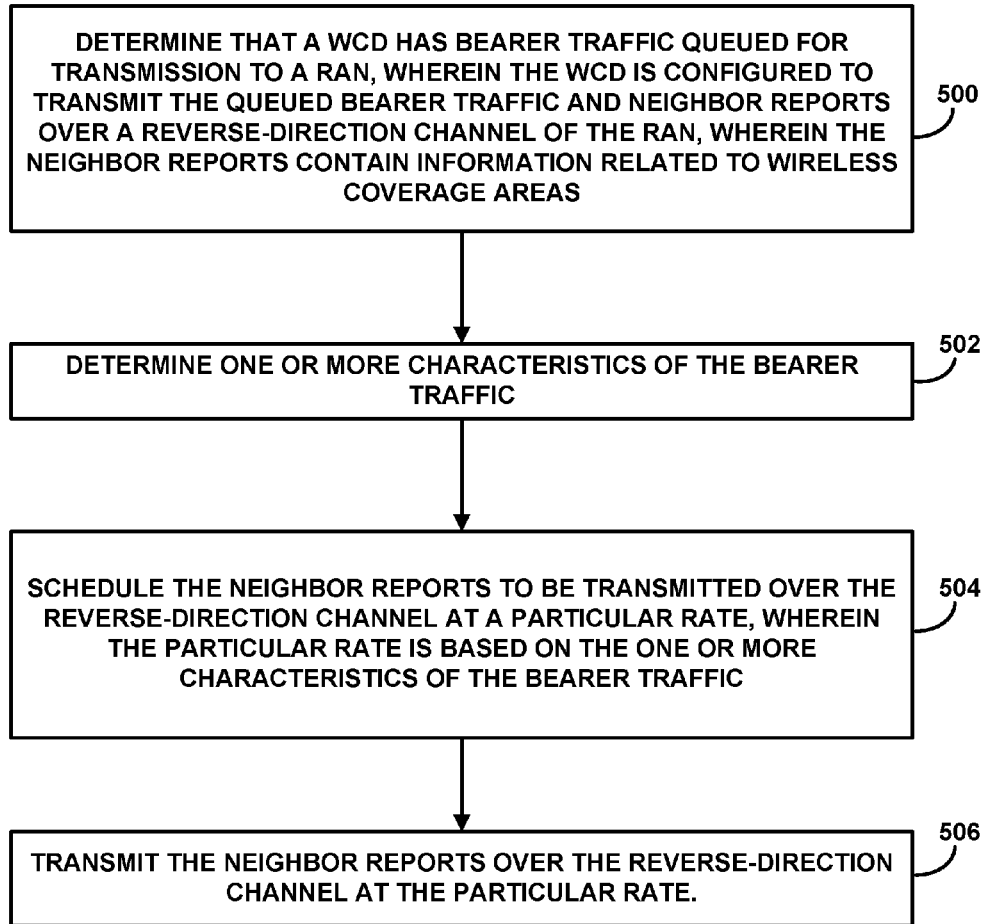 DETERMINE THAT A WCD HAS BEARER TRAFFIC QUEUED FOR
TRANSMISSION TO A RAN, WHEREIN THE WCD IS CONFIGURED TO
TRANSMIT THE QUEUED BEARER TRAFFIC AND NEIGHBOR REPORTS
OVER A REVERSE-DIRECTION CHANNEL OF THE RAN, WHEREIN THE
NEIGHBOR REPORTS CONTAIN INFORMATION RELATED TO WIRELESS
COVERAGE AREAS
500
DETERMINE ONE OR MORE CHARACTERISTICS OF THE BEARER
TRAFFIC
502
SCHEDULE THE NEIGHBOR REPORTS TO BE TRANSMITTED OVER THE
REVERSE-DIRECTION CHANNEL AT A PARTICULAR RATE, WHEREIN
THE PARTICULAR RATE IS BASED ON THE ONE OR MORE
CHARACTERISTICS OF THE BEARER TRAFFIC
504
TRANSMIT THE NEIGHBOR REPORTS OVER THE REVERSE-DIRECTION
CHANNEL AT THE PARTICULAR RATE.
506